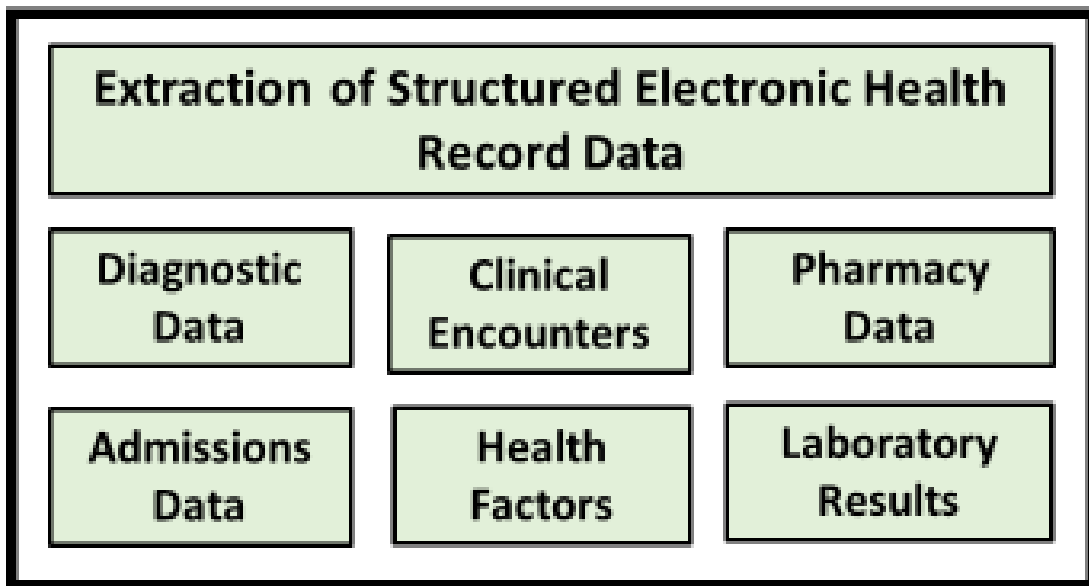 Extraction of Structured Electronic Health
Record Data
Diagnostic
Data
Clinical
Encounters
Pharmacy
Data
Admissions
Data
Health
Factors
Laboratory
Results